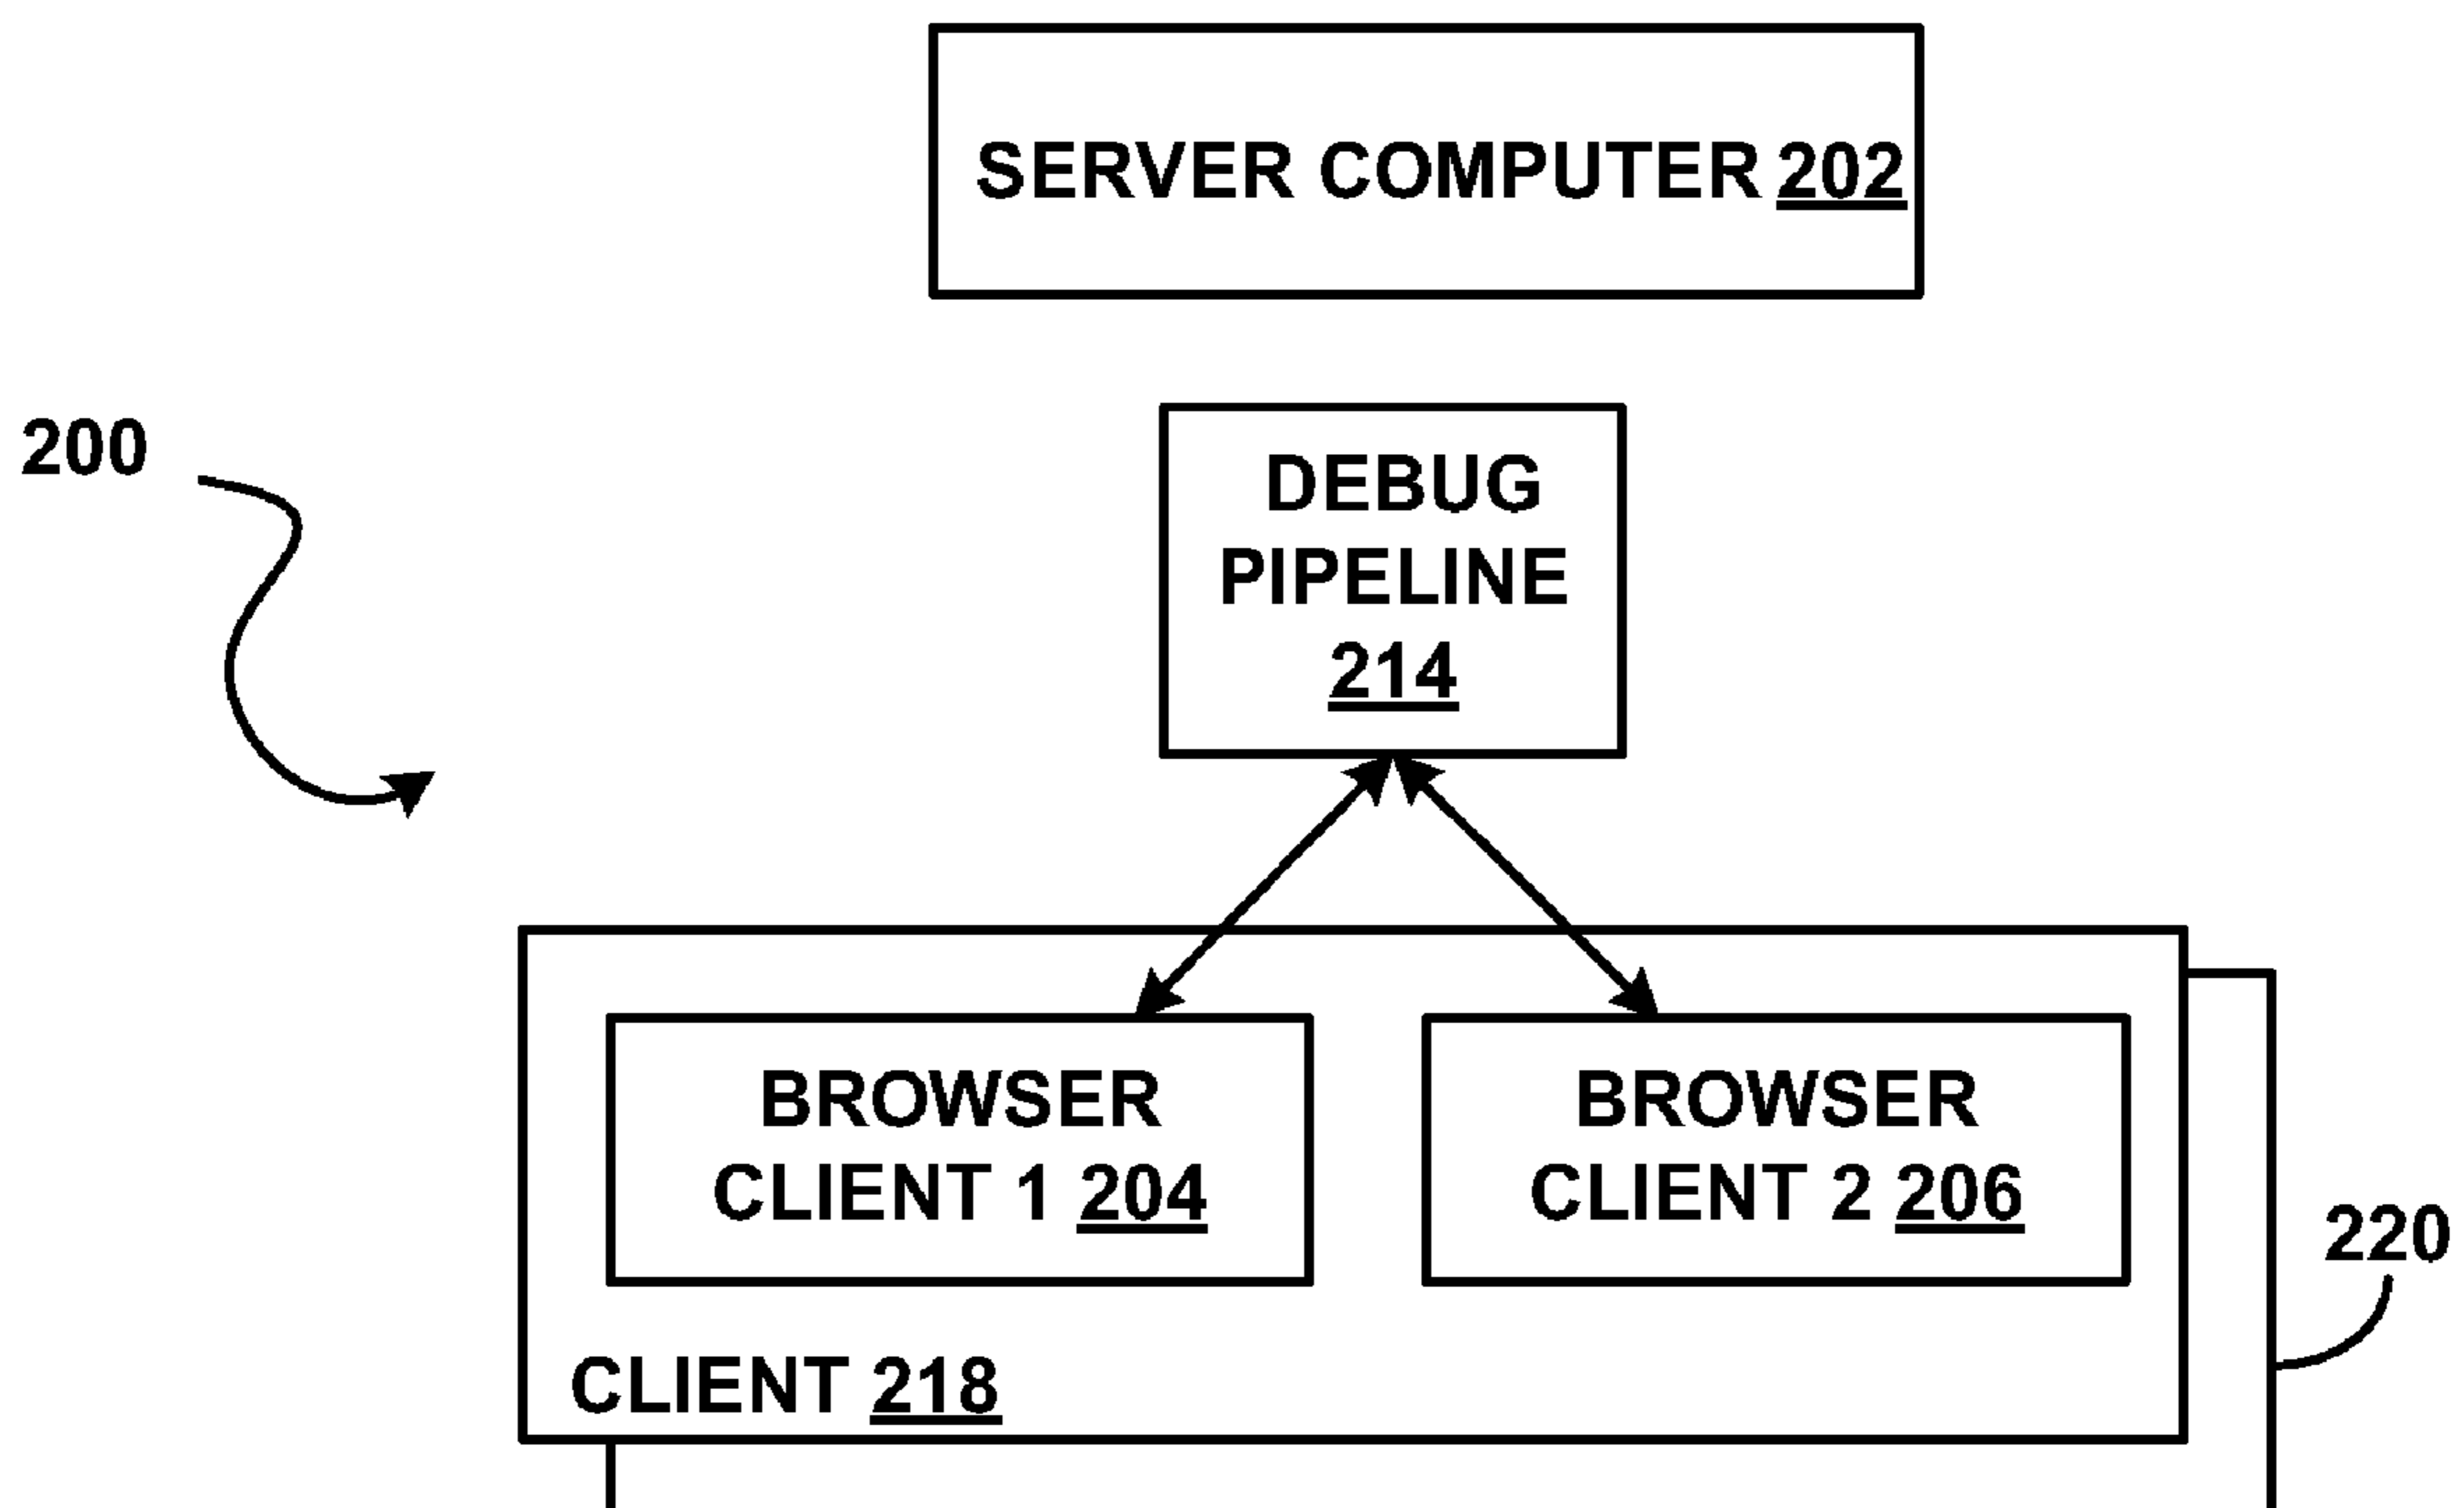 SERVER COMPUTER 202
200
DEBUG
PIPELINE
214
BROWSER
CLIENT 1 204
BROWSER
CLIENT 2 206
220
CLIENT 218